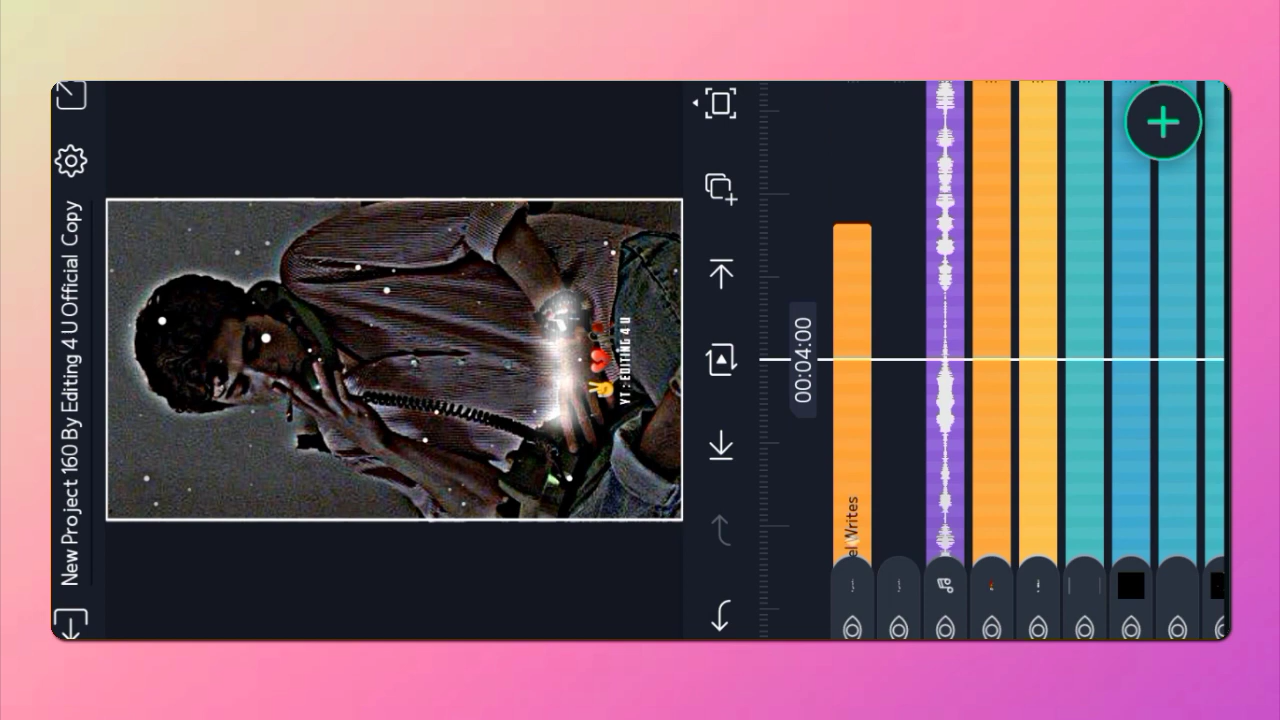 New Project 160 By Editing 4 U Official Copy
YT : EDITING 4 U
00:04:00
el Writes